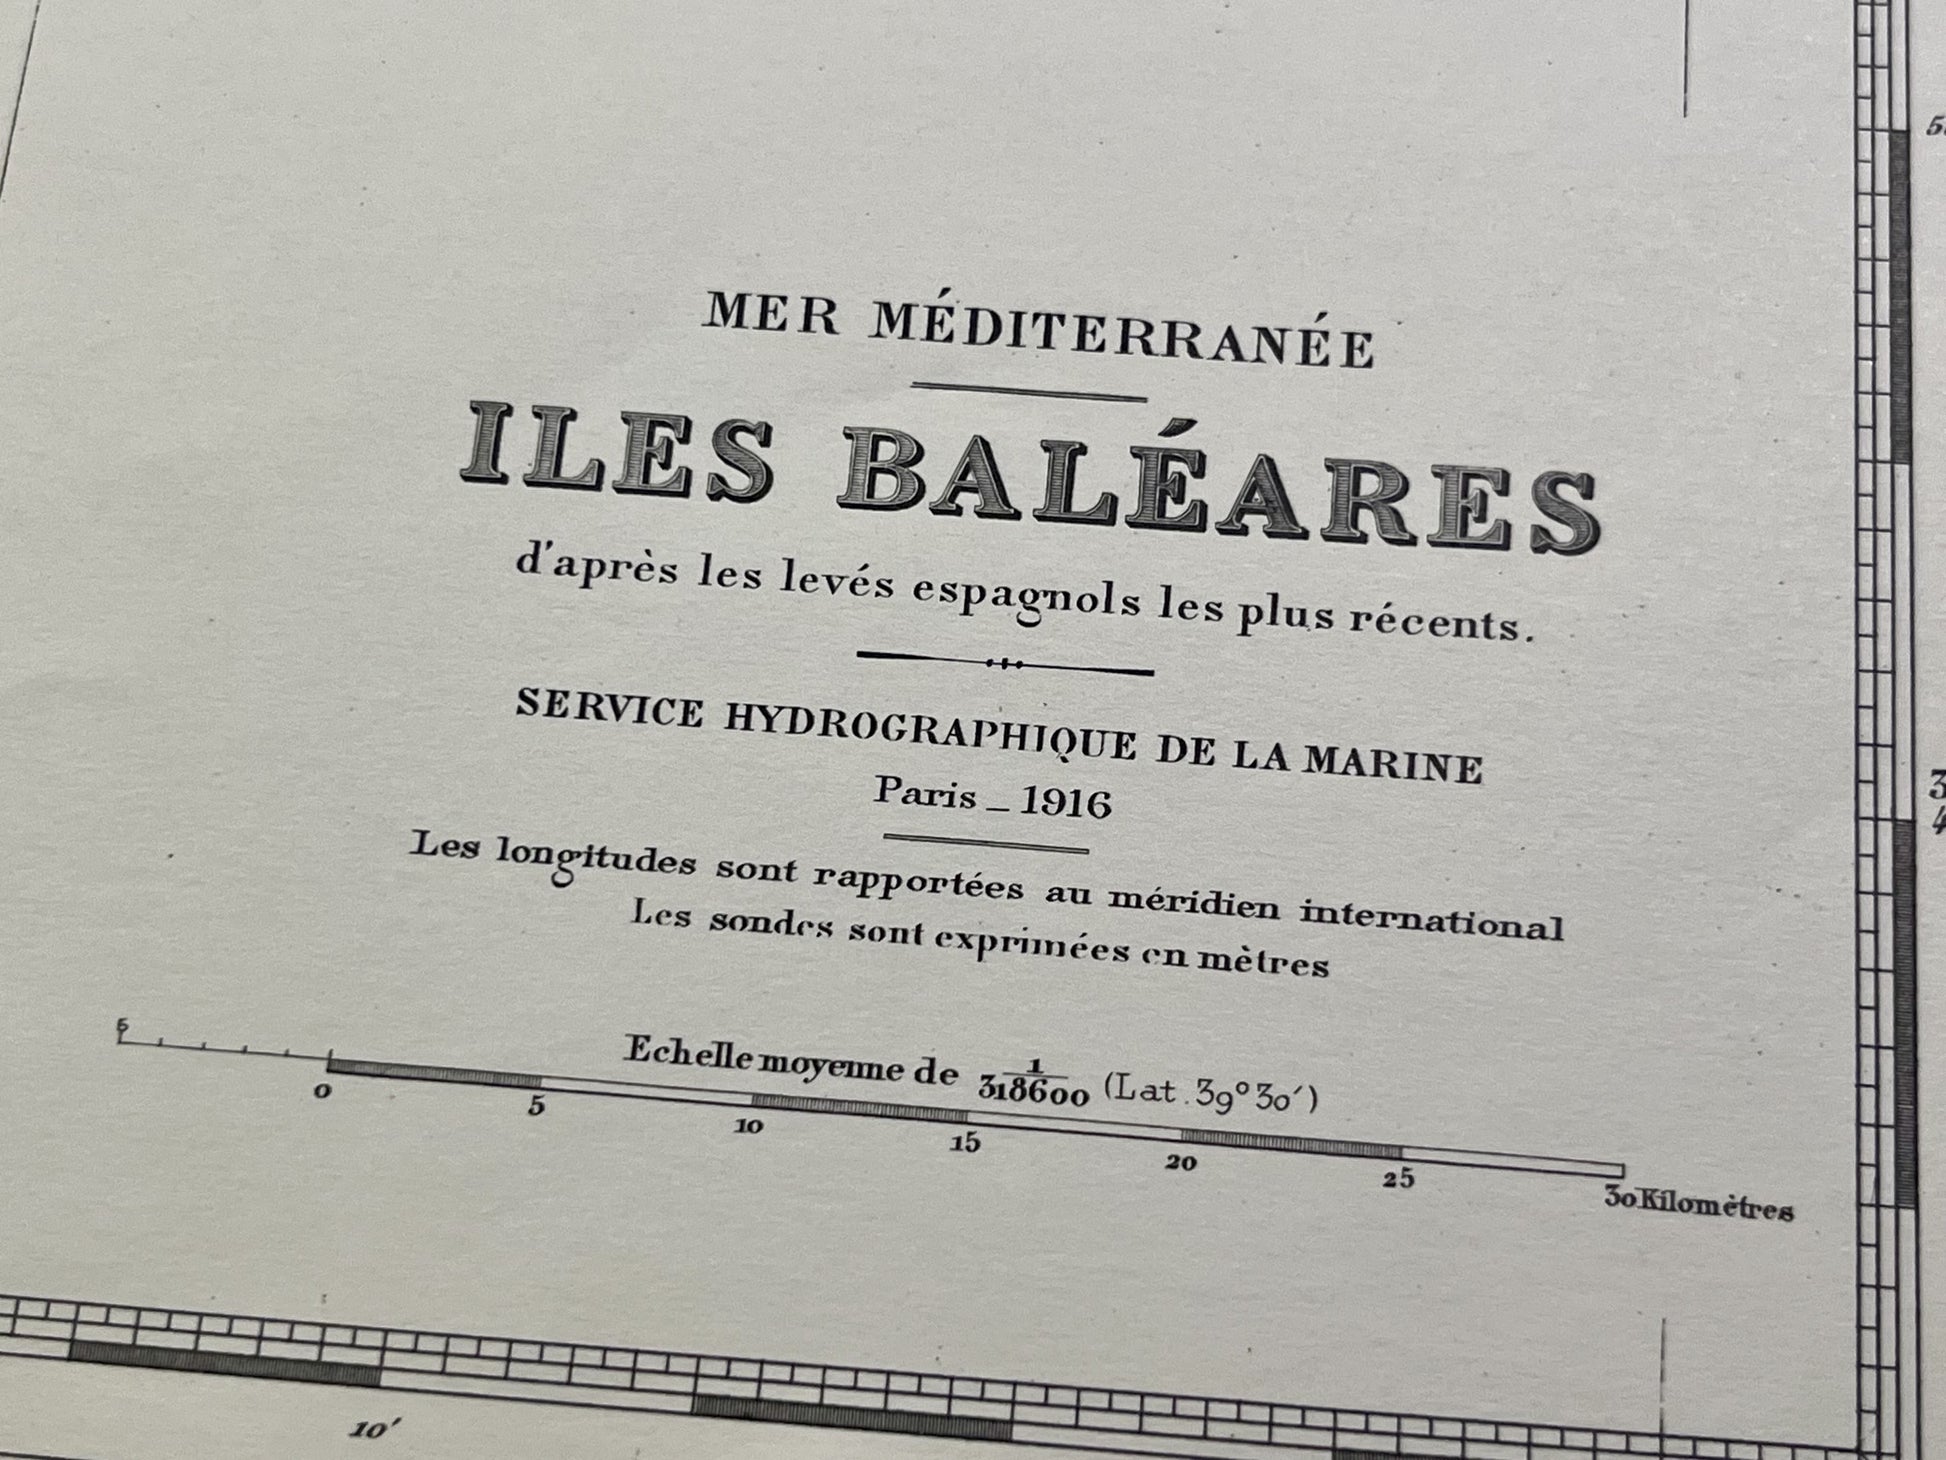 MER MÉDITERRANÉE
ILES BALÉARES
d'après les levés espagnols les plus récents.
SERVICE HYDROGRAPHIQUE DE LA MARINE
Paris _ 1916
Les longitudes sont rapportées au méridien international
Les sondes sont exprimées en mètres
Echelle moyenne de 1/318600 (Lat. 39° 30′)
5 0 5 10 15 20 25 30 Kilomètres
10′